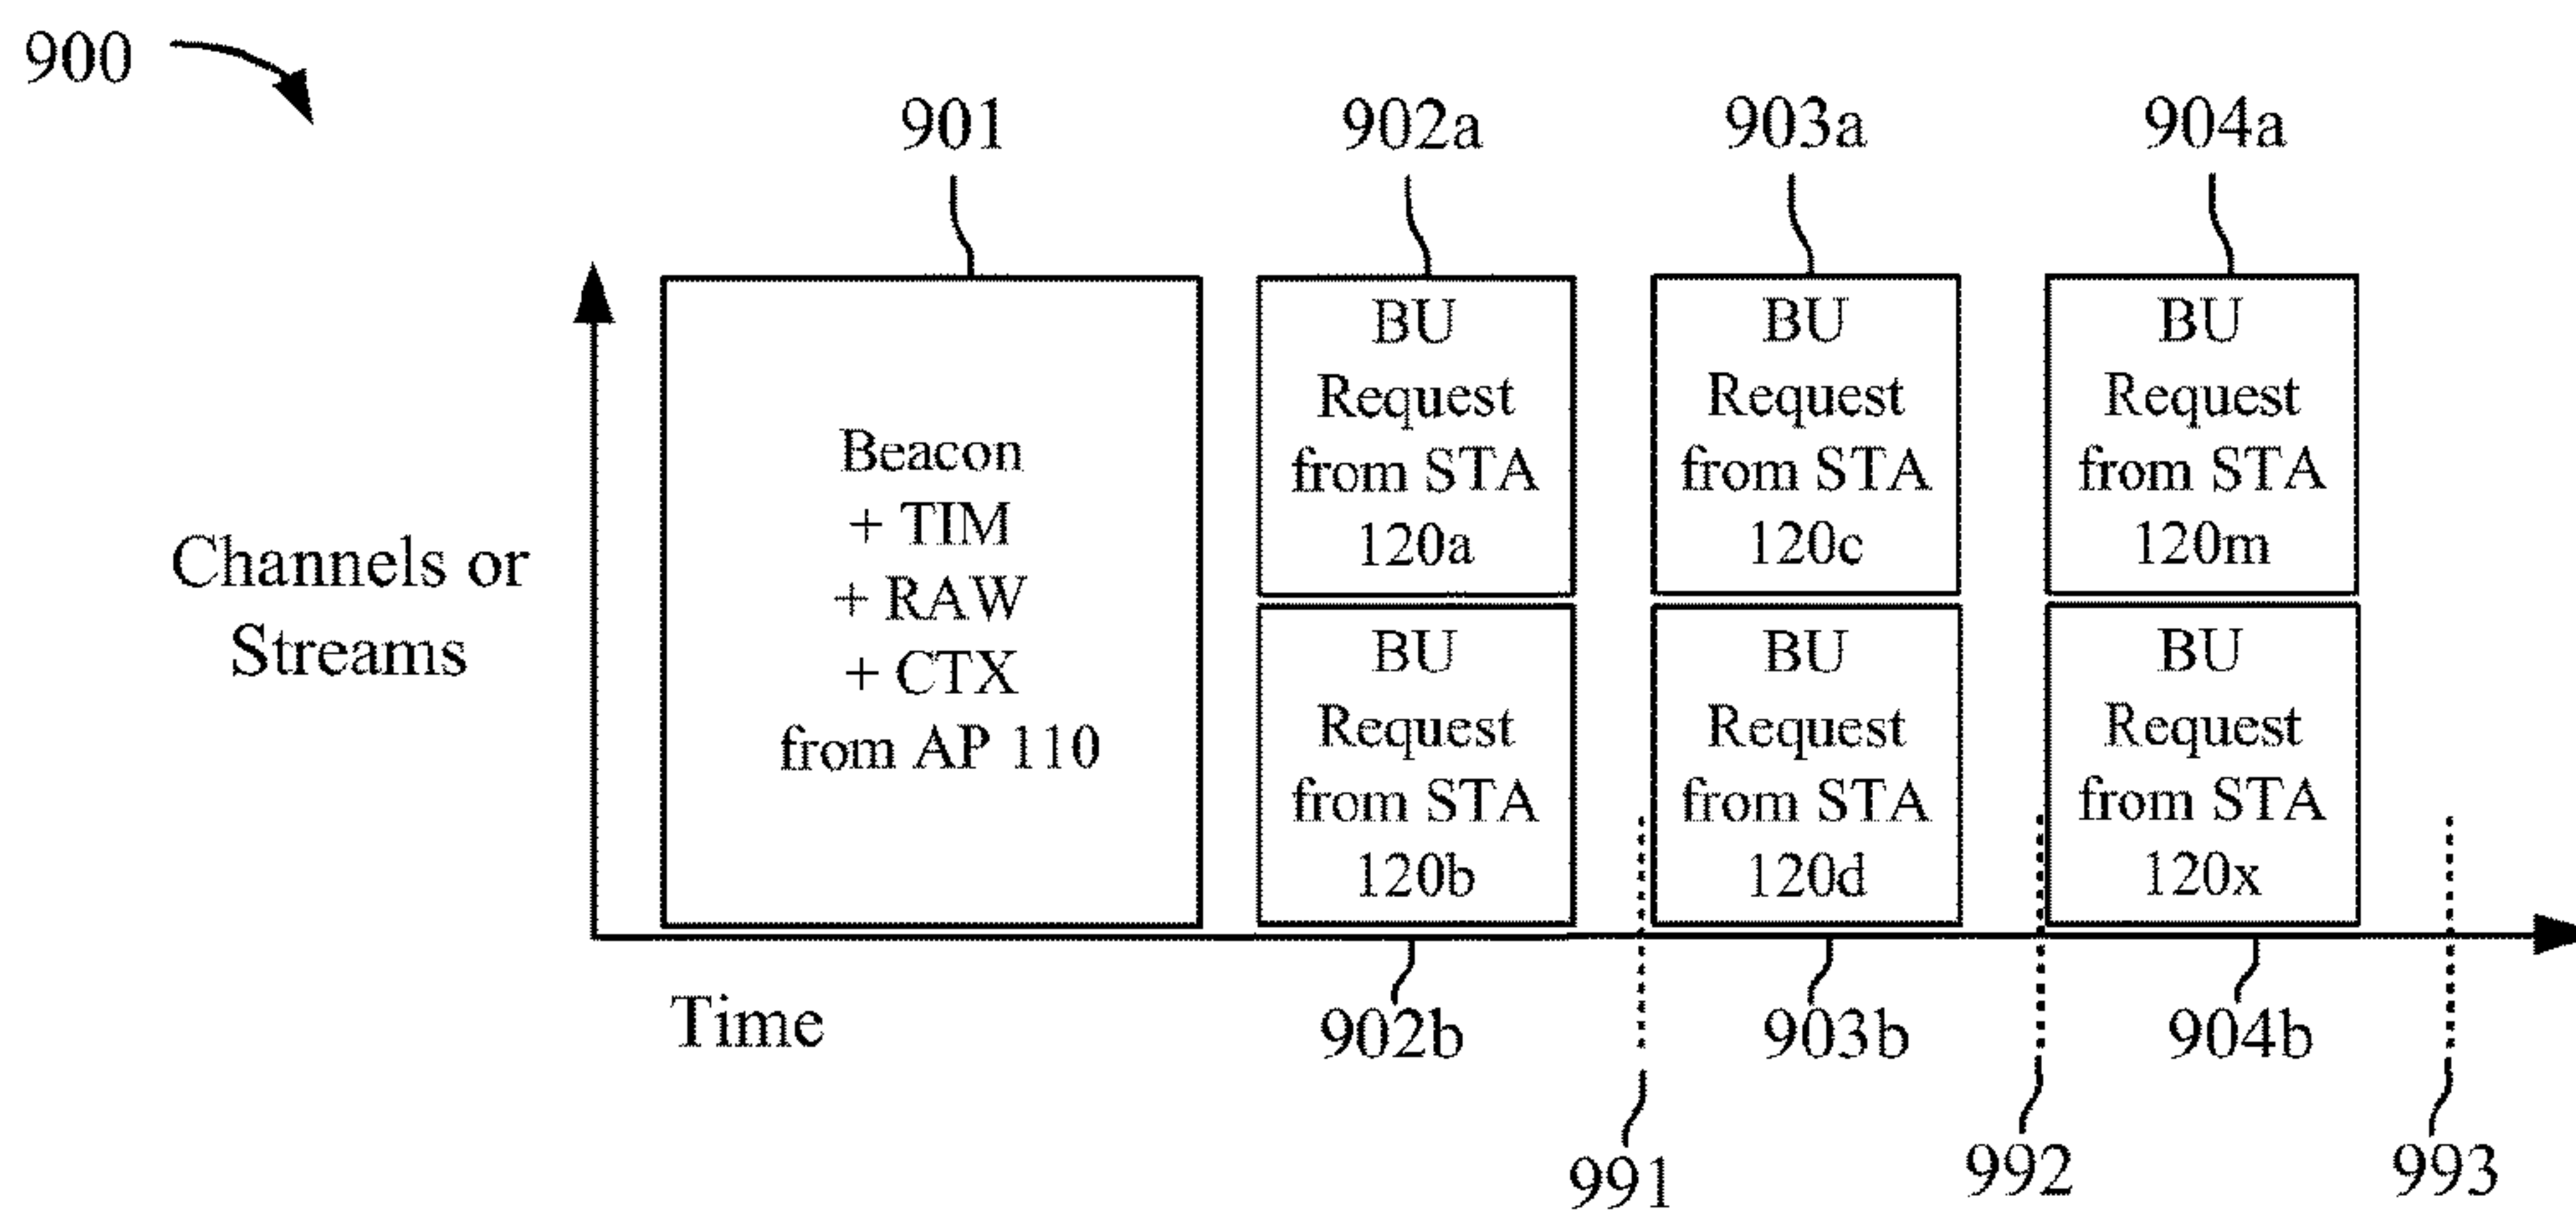 900
901
902a
903a
904a
Channels or
Streams
Beacon
+ TIM
+ RAW
+ CTX
from AP 110
BU
Request
from STA
120a
BU
Request
from STA
120c
BU
Request
from STA
120m
BU
Request
from STA
120b
BU
Request
from STA
120d
BU
Request
from STA
120x
Time
902b
903b
904b
991
992
993